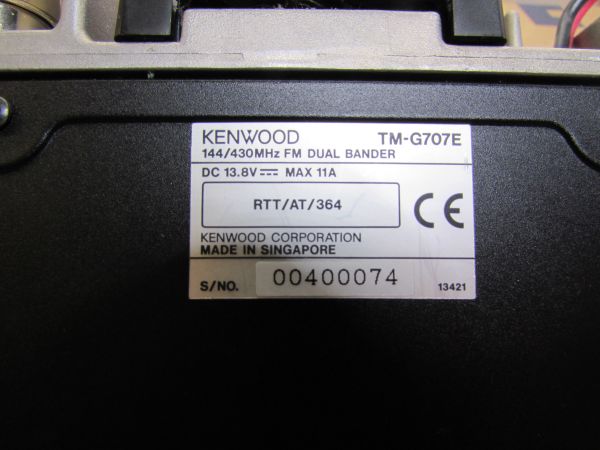 KENWOOD TM-G707E
144/430MHz FM DUAL BANDER
DC 13.8V⎓ MAX 11A
RTT/AT/364
CE
KENWOOD CORPORATION
MADE IN SINGAPORE
S/NO. 00400074 13421